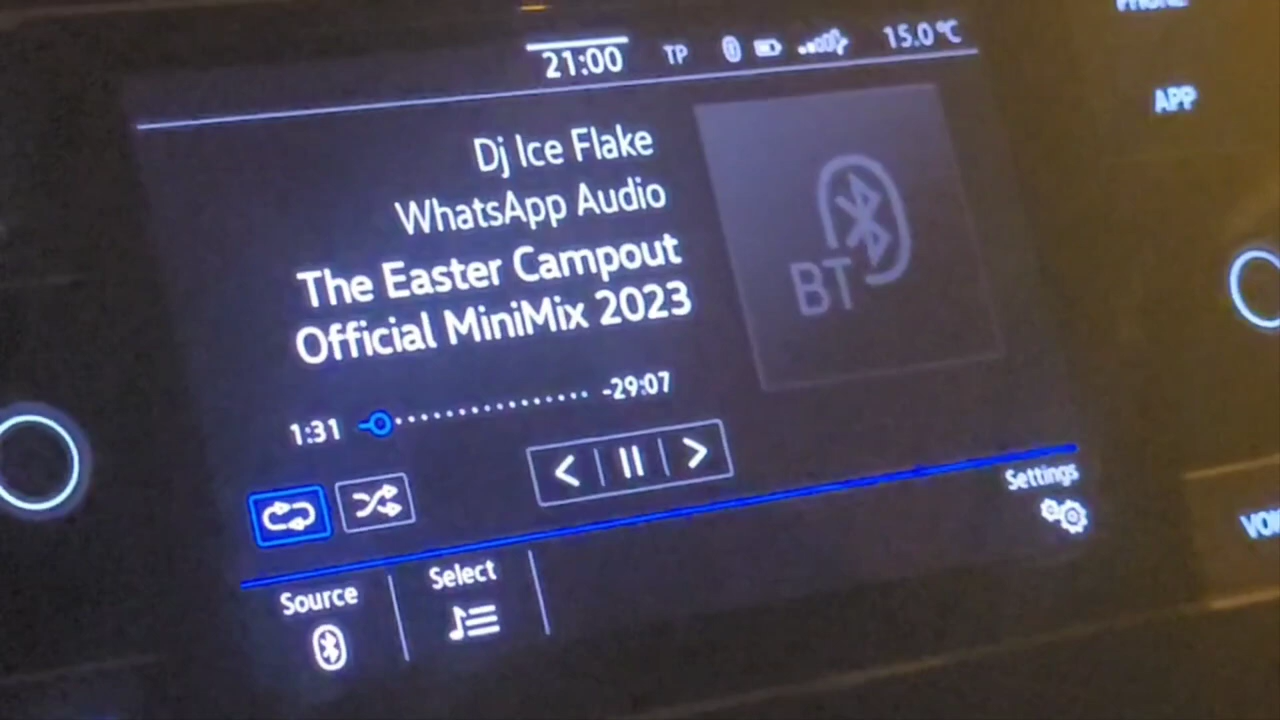 PHONE
21:00 TP 15.0°C
APP
Dj Ice Flake
WhatsApp Audio
The Easter Campout
Official MiniMix 2023
BT
1:31 -29:07
Settings
Source Select